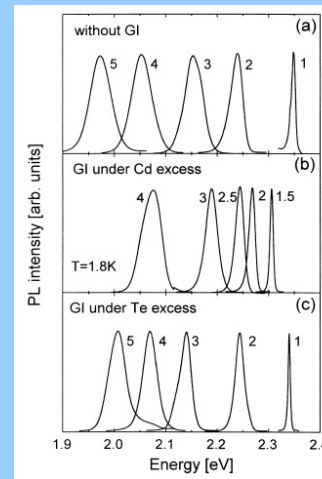 (a)
without GI
5 4 3 2 1
(b)
GI under Cd excess
4 3 2.5 2 1.5
T=1.8K
(c)
GI under Te excess
5 4 3 2 1
PL intensity [arb. units]
1.9 2.0 2.1 2.2 2.3 2.4
Energy [eV]